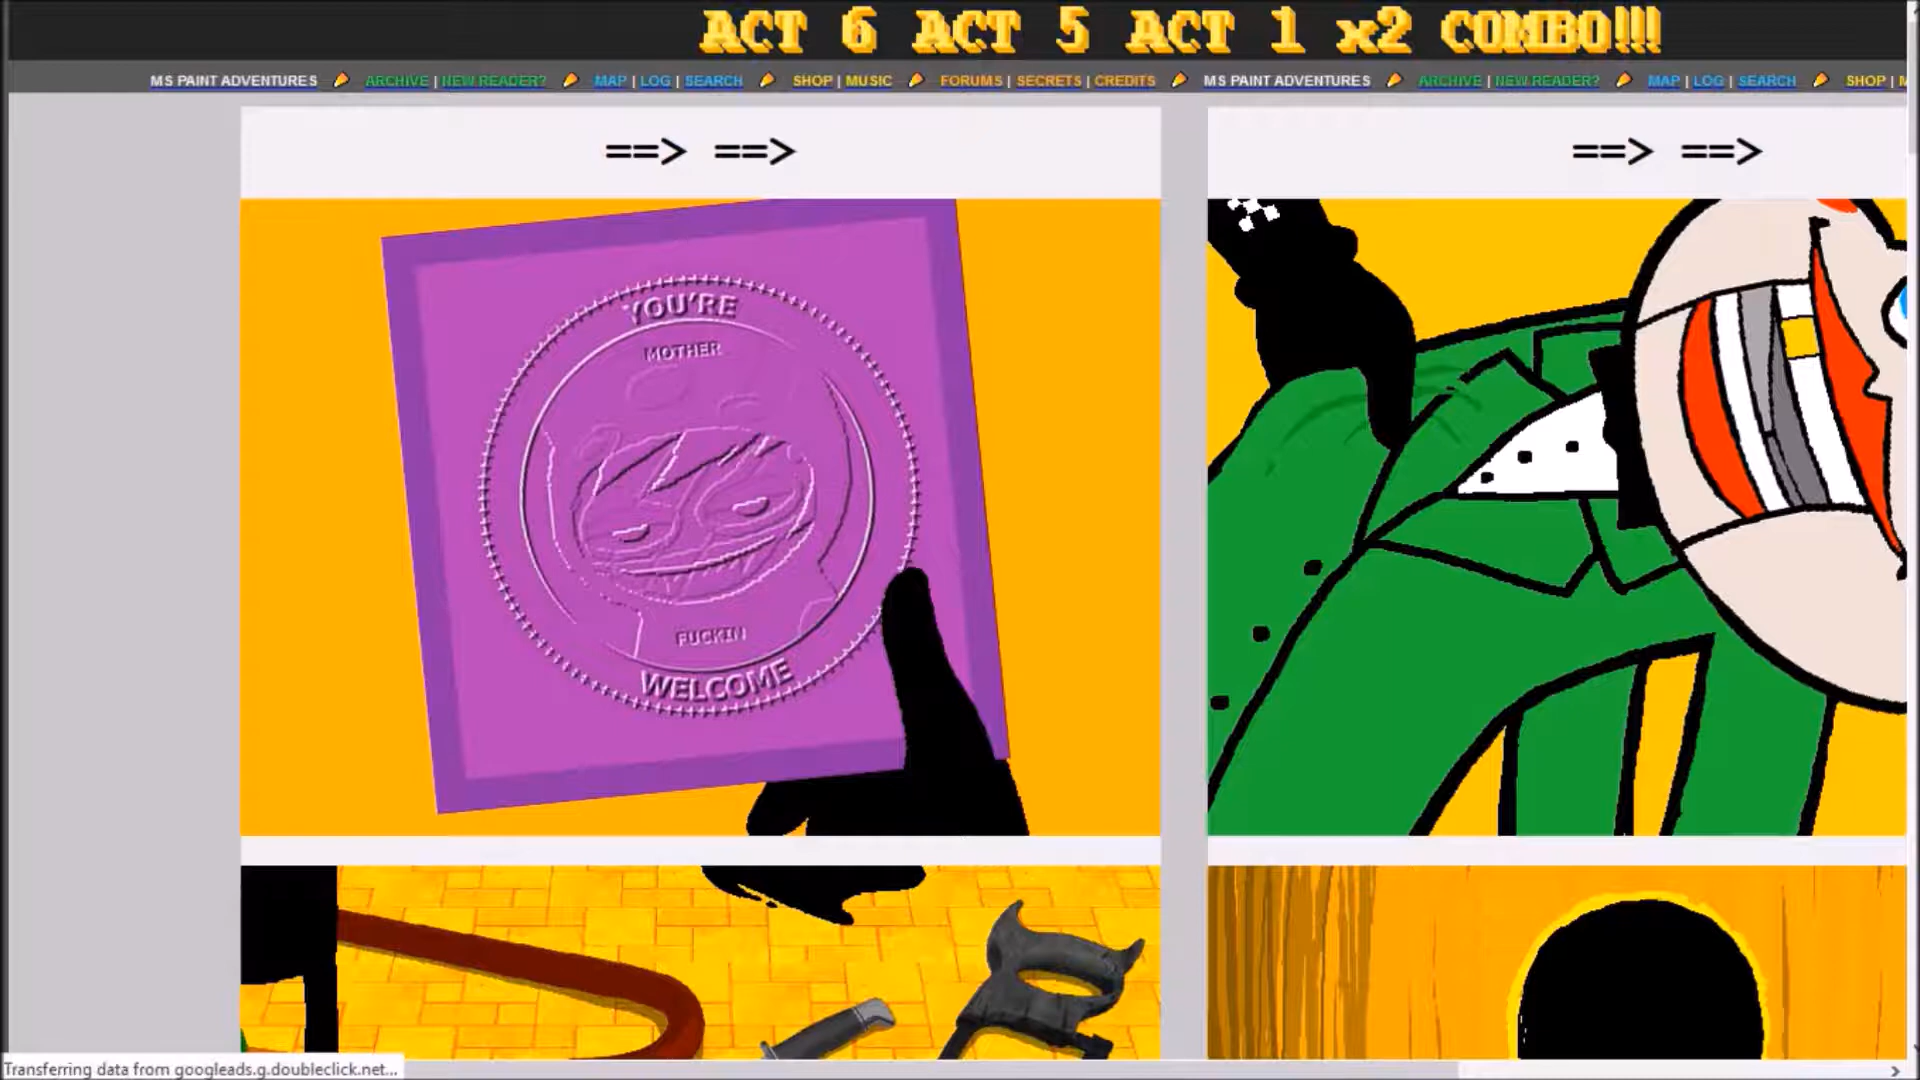 ACT 6 ACT 5 ACT 1 x2 COMBO!!!
MS PAINT ADVENTURES ARCHIVE | NEW READER? MAP | LOG | SEARCH SHOP | MUSIC FORUMS | SECRETS | CREDITS MS PAINT ADVENTURES ARCHIVE | NEW READER? MAP | LOG | SEARCH SHOP |
==> ==>
==> ==>
YOU'RE
MOTHER
FUCKIN
WELCOME
Transferring data from googleads.g.doubleclick.net...